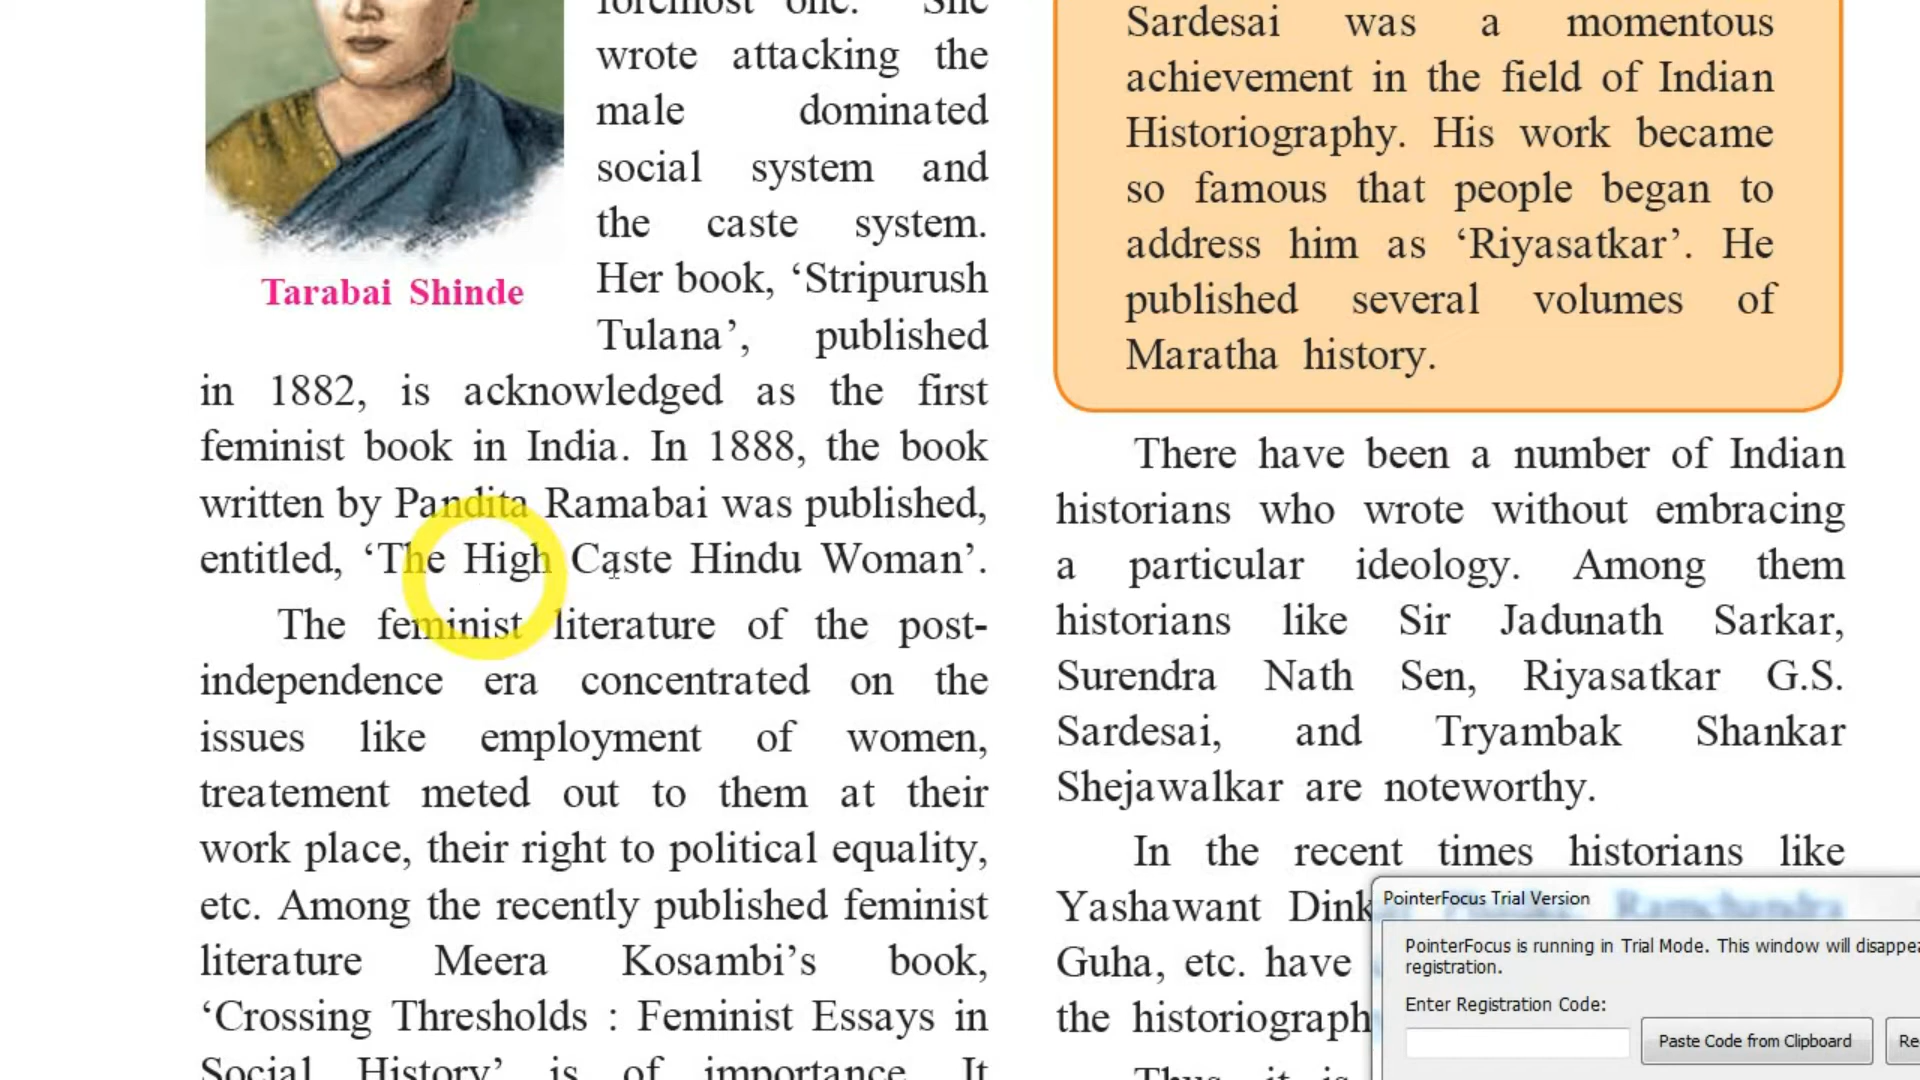 foremost one. She
wrote attacking the
male dominated
social system and
the caste system.
Her book, ‘Stripurush
Tulana’, published
Tarabai Shinde
in 1882, is acknowledged as the first
feminist book in India. In 1888, the book
written by Pandita Ramabai was published,
entitled, ‘The High Caste Hindu Woman’.
The feminist literature of the post-
independence era concentrated on the
issues like employment of women,
treatement meted out to them at their
work place, their right to political equality,
etc. Among the recently published feminist
literature Meera Kosambi’s book,
‘Crossing Thresholds : Feminist Essays in
Social History’ is of importance. It
Sardesai was a momentous
achievement in the field of Indian
Historiography. His work became
so famous that people began to
address him as ‘Riyasatkar’. He
published several volumes of
Maratha history.
There have been a number of Indian
historians who wrote without embracing
a particular ideology. Among them
historians like Sir Jadunath Sarkar,
Surendra Nath Sen, Riyasatkar G.S.
Sardesai, and Tryambak Shankar
Shejawalkar are noteworthy.
In the recent times historians like
Yashawant Dink Ramchandra
Guha, etc. have
the historiograph
Thus, it is
PointerFocus Trial Version
PointerFocus is running in Trial Mode. This window will disappea
registration.
Enter Registration Code:
Paste Code from Clipboard
Re